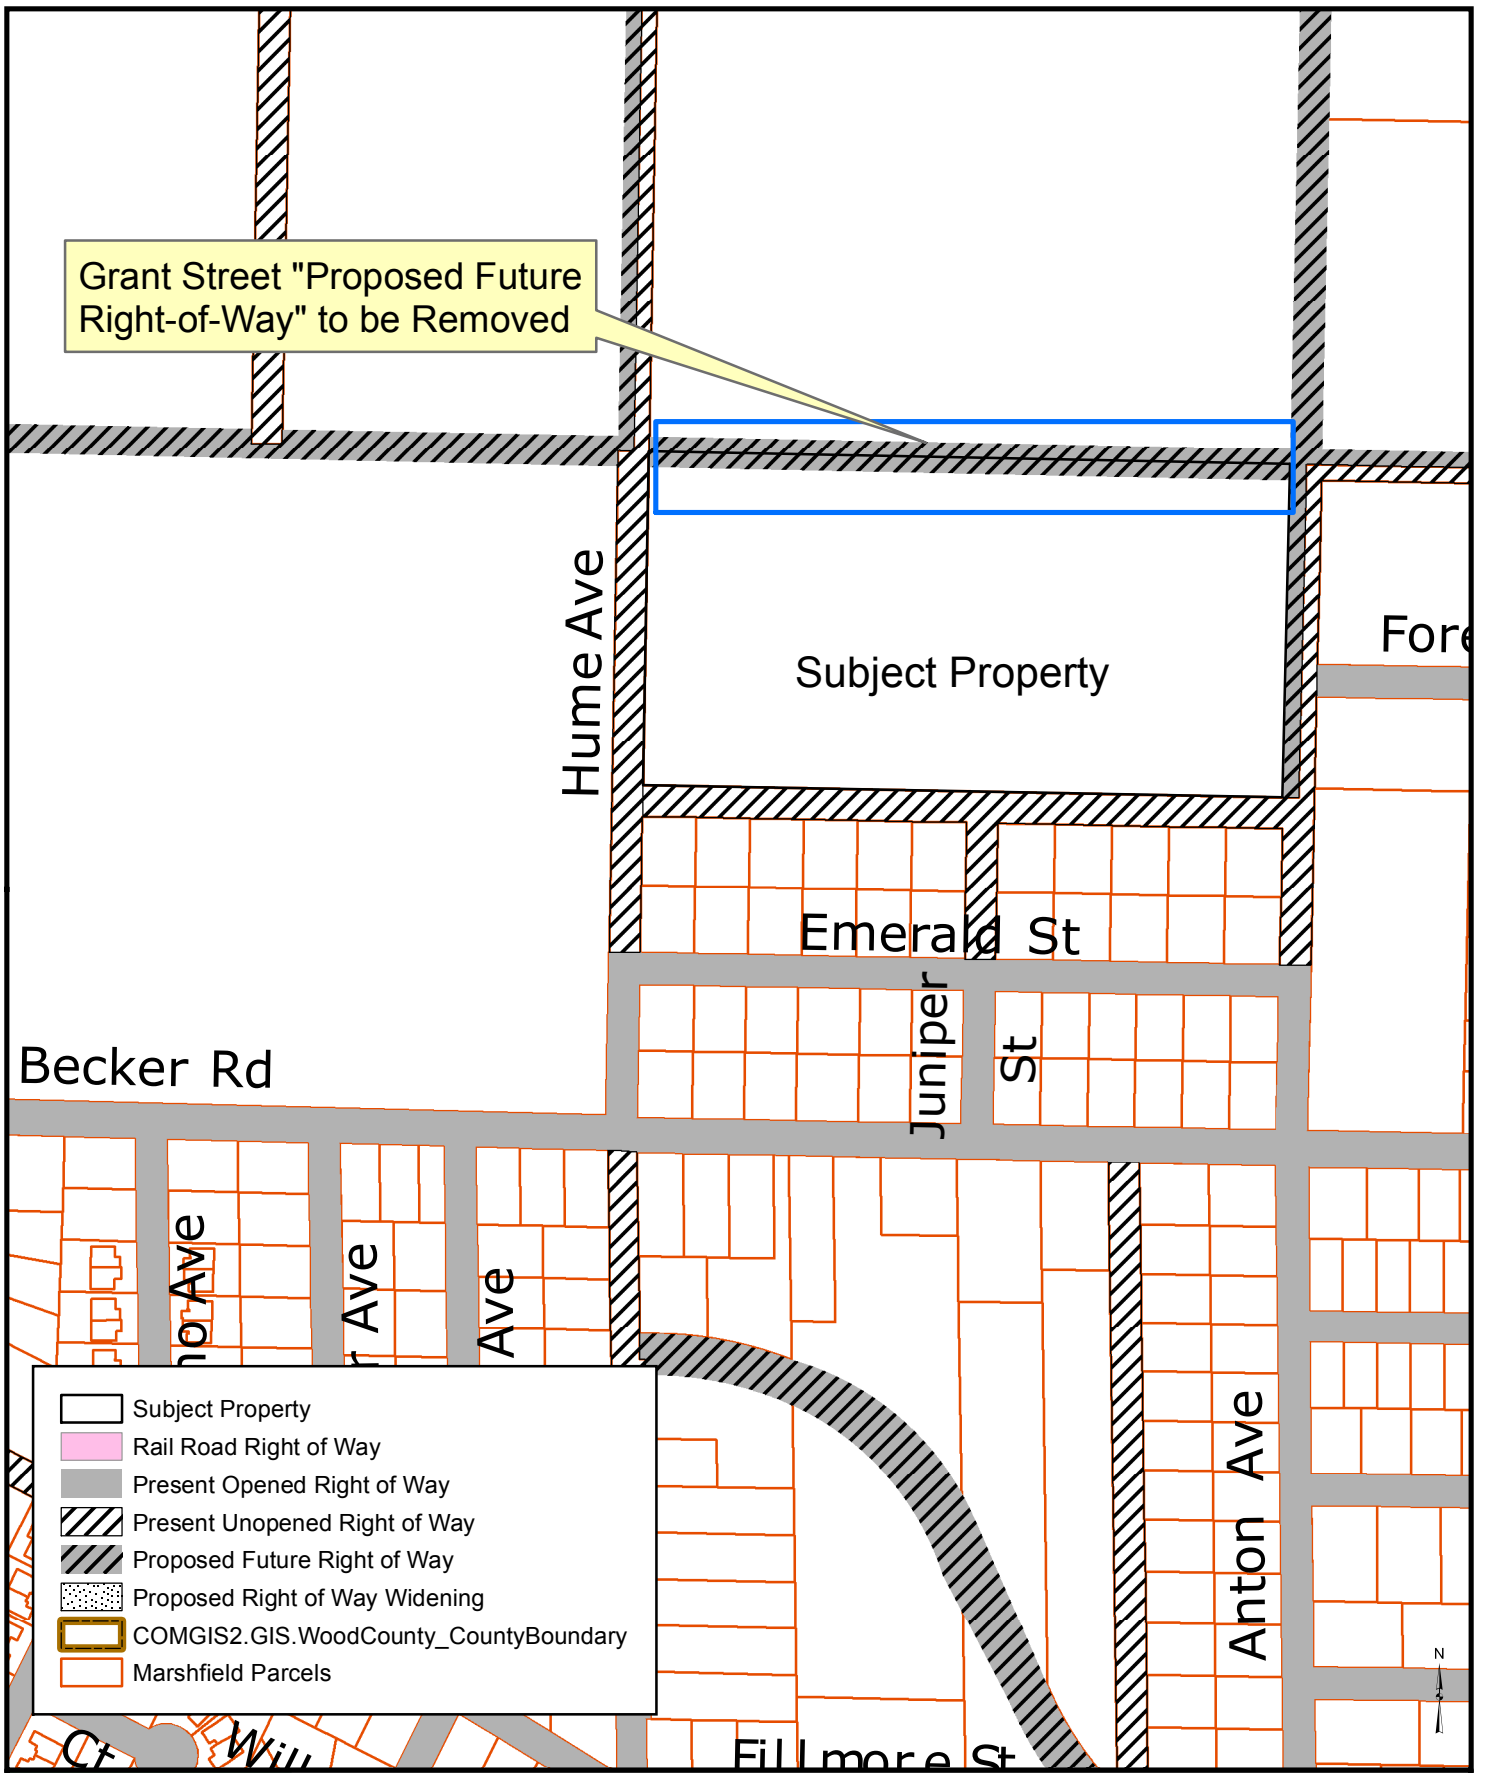 Grant Street "Proposed Future
Right-of-Way" to be Removed
Hume Ave
Subject Property
Emerald St
Juniper
St
Becker Rd
Ave
Ave
Ave
Anton Ave
Subject Property
Rail Road Right of Way
Present Opened Right of Way
Present Unopened Right of Way
Proposed Future Right of Way
Proposed Right of Way Widening
COMGIS2.GIS.WoodCounty_CountyBoundary
Marshfield Parcels
N
Ct
Fillmore St